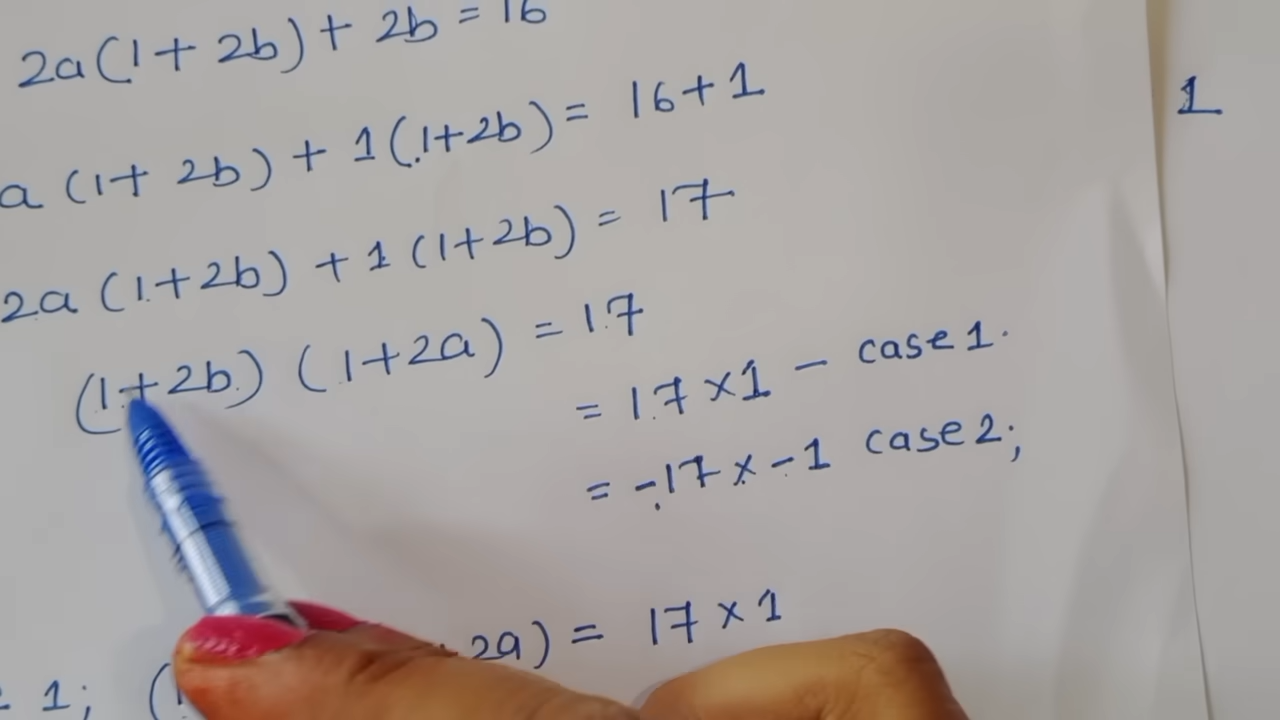 2a(1+ 2b)+ 2b = 16
a (1+ 2b) + 1(1+2b) = 16+1
1
2a (1+2b) + 1 (1+2b) = 17
(1+2b) (1+2a) = 17
= 17 x 1 - case 1.
= -17 x -1 case 2;
2a) = 17 x 1
1; (